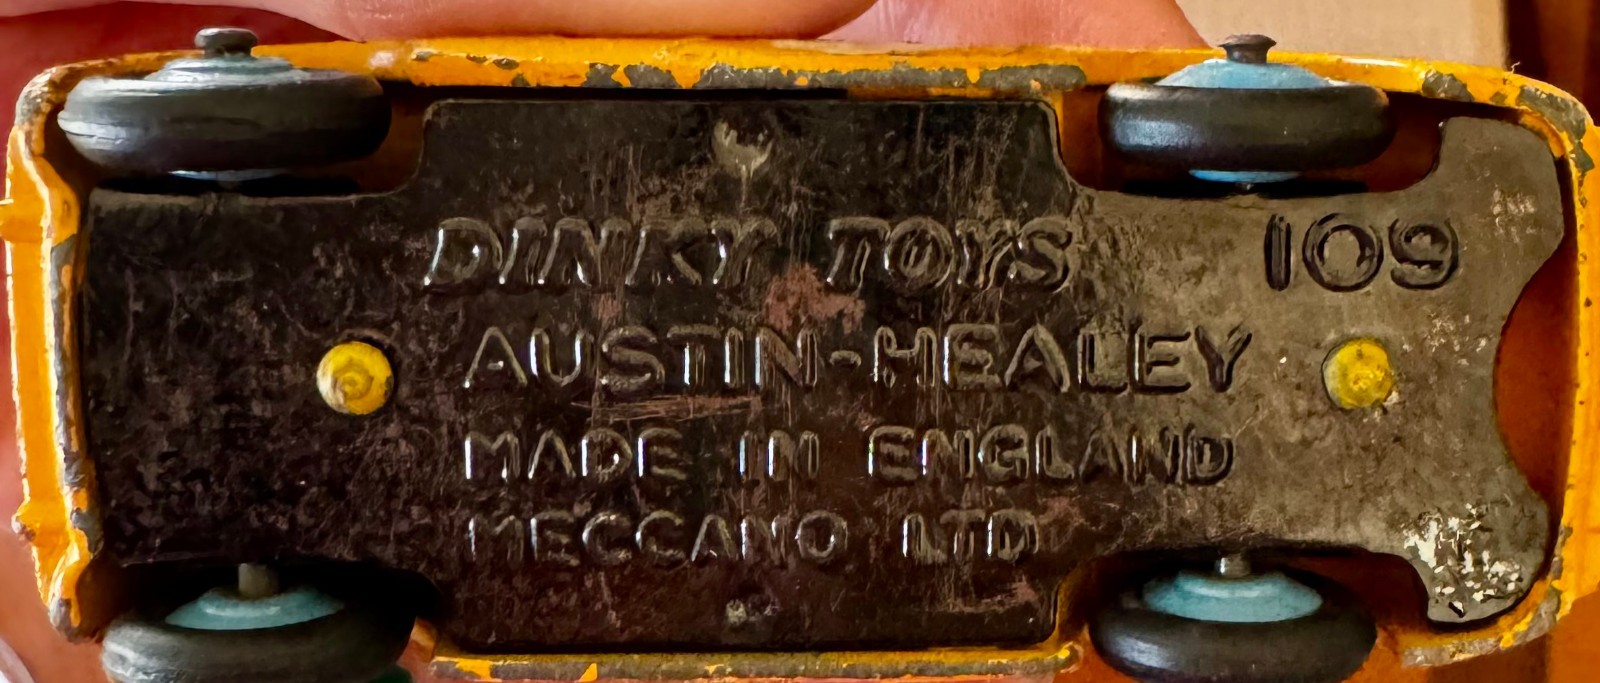 DINKY TOYS 109
AUSTIN-HEALEY
MADE IN ENGLAND
MECCANO LTD